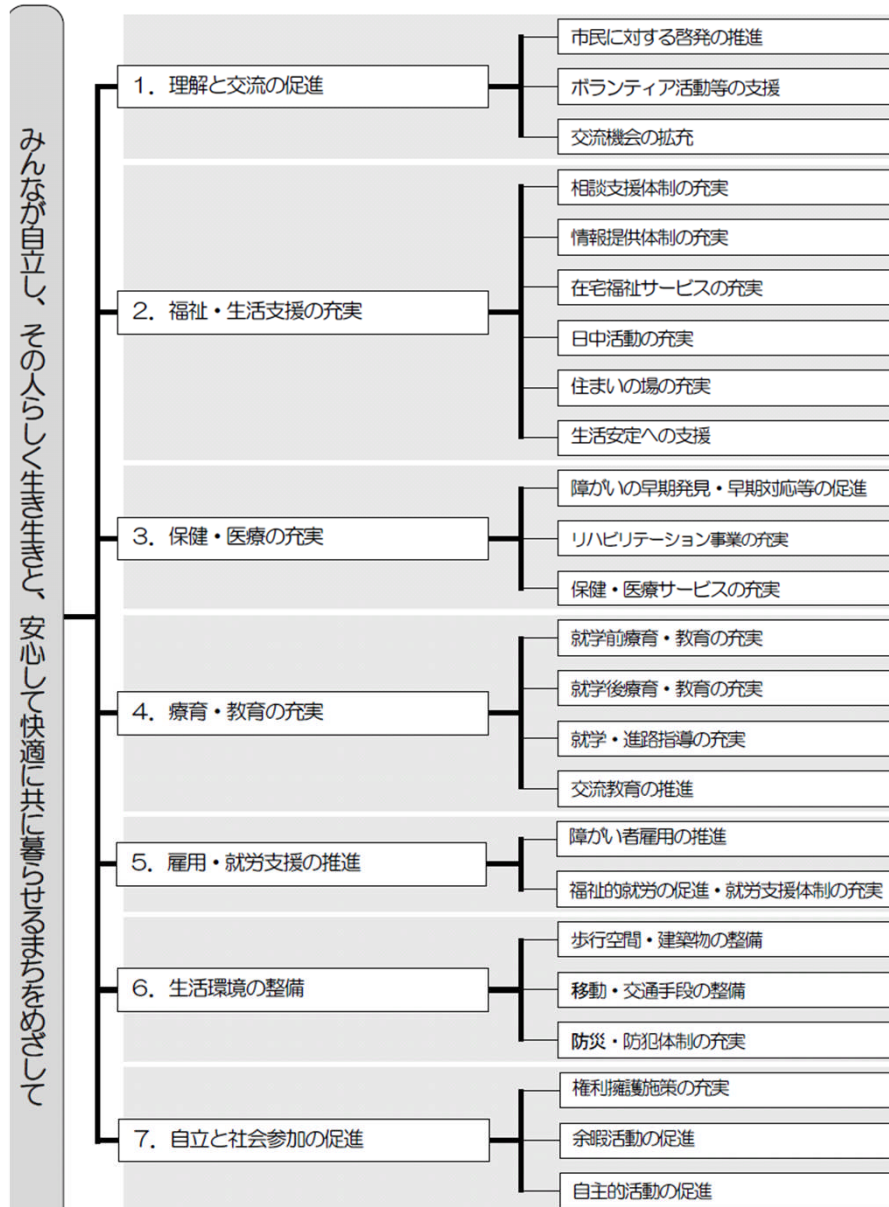 みんなが自立し、その人らしく生き生きと、安心して快適に共に暮らせるまちをめざして
1．理解と交流の促進
市民に対する啓発の推進
ボランティア活動等の支援
交流機会の拡充
2．福祉・生活支援の充実
相談支援体制の充実
情報提供体制の充実
在宅福祉サービスの充実
日中活動の充実
住まいの場の充実
生活安定への支援
3．保健・医療の充実
障がいの早期発見・早期対応等の促進
リハビリテーション事業の充実
保健・医療サービスの充実
4．療育・教育の充実
就学前療育・教育の充実
就学後療育・教育の充実
就学・進路指導の充実
交流教育の推進
5．雇用・就労支援の推進
障がい者雇用の推進
福祉的就労の促進・就労支援体制の充実
6．生活環境の整備
歩行空間・建築物の整備
移動・交通手段の整備
防災・防犯体制の充実
7．自立と社会参加の促進
権利擁護施策の充実
余暇活動の促進
自主的活動の促進